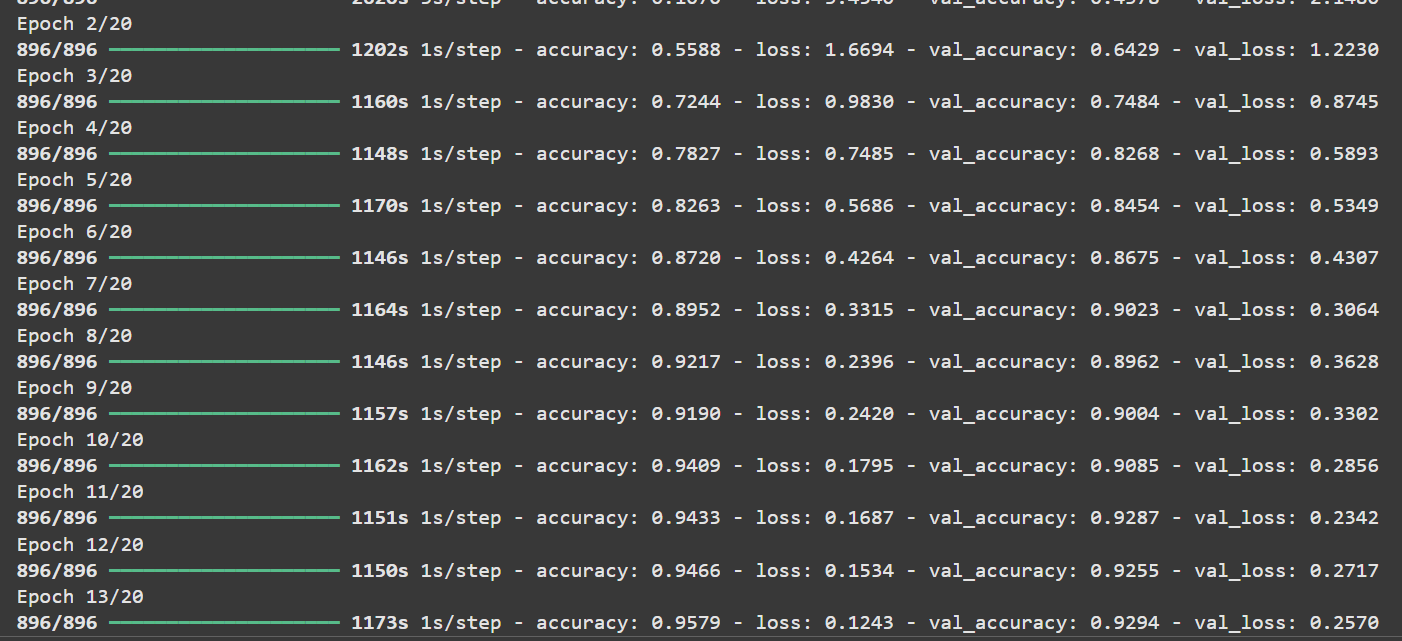 Epoch 2/20
896/896 1202s 1s/step - accuracy: 0.5588 - loss: 1.6694 - val_accuracy: 0.6429 - val_loss: 1.2230
Epoch 3/20
896/896 1160s 1s/step - accuracy: 0.7244 - loss: 0.9830 - val_accuracy: 0.7484 - val_loss: 0.8745
Epoch 4/20
896/896 1148s 1s/step - accuracy: 0.7827 - loss: 0.7485 - val_accuracy: 0.8268 - val_loss: 0.5893
Epoch 5/20
896/896 1170s 1s/step - accuracy: 0.8263 - loss: 0.5686 - val_accuracy: 0.8454 - val_loss: 0.5349
Epoch 6/20
896/896 1146s 1s/step - accuracy: 0.8720 - loss: 0.4264 - val_accuracy: 0.8675 - val_loss: 0.4307
Epoch 7/20
896/896 1164s 1s/step - accuracy: 0.8952 - loss: 0.3315 - val_accuracy: 0.9023 - val_loss: 0.3064
Epoch 8/20
896/896 1146s 1s/step - accuracy: 0.9217 - loss: 0.2396 - val_accuracy: 0.8962 - val_loss: 0.3628
Epoch 9/20
896/896 1157s 1s/step - accuracy: 0.9190 - loss: 0.2420 - val_accuracy: 0.9004 - val_loss: 0.3302
Epoch 10/20
896/896 1162s 1s/step - accuracy: 0.9409 - loss: 0.1795 - val_accuracy: 0.9085 - val_loss: 0.2856
Epoch 11/20
896/896 1151s 1s/step - accuracy: 0.9433 - loss: 0.1687 - val_accuracy: 0.9287 - val_loss: 0.2342
Epoch 12/20
896/896 1150s 1s/step - accuracy: 0.9466 - loss: 0.1534 - val_accuracy: 0.9255 - val_loss: 0.2717
Epoch 13/20
896/896 1173s 1s/step - accuracy: 0.9579 - loss: 0.1243 - val_accuracy: 0.9294 - val_loss: 0.2570